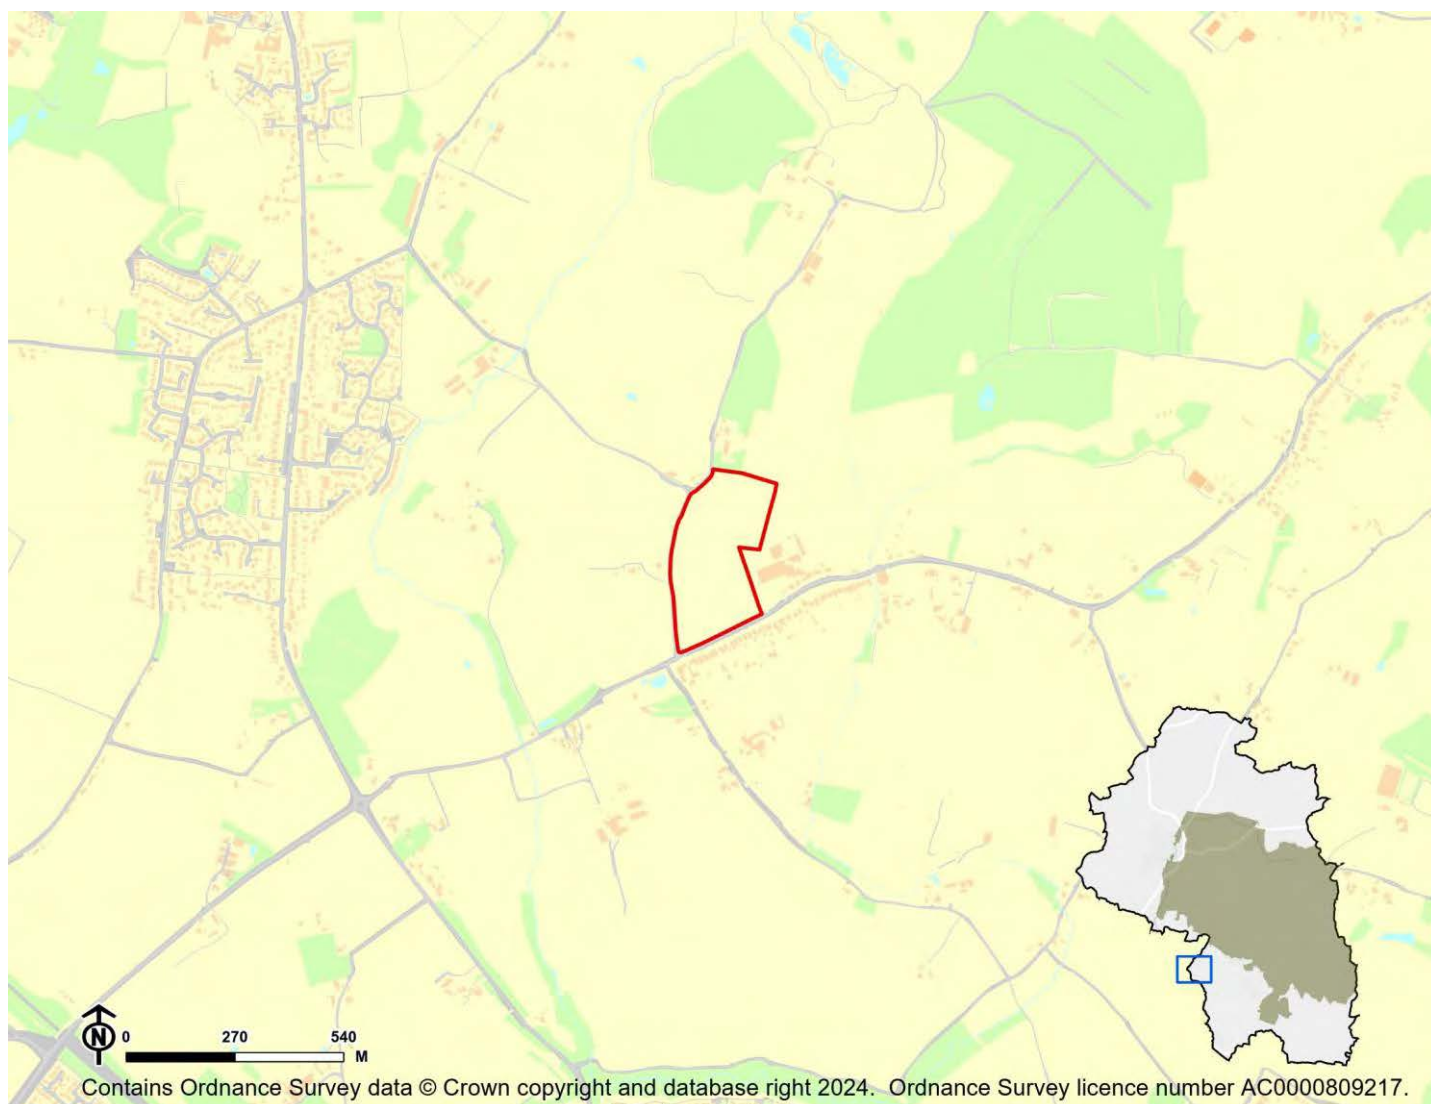 N
0 270 540
M
Contains Ordnance Survey data © Crown copyright and database right 2024. Ordnance Survey licence number AC0000809217.